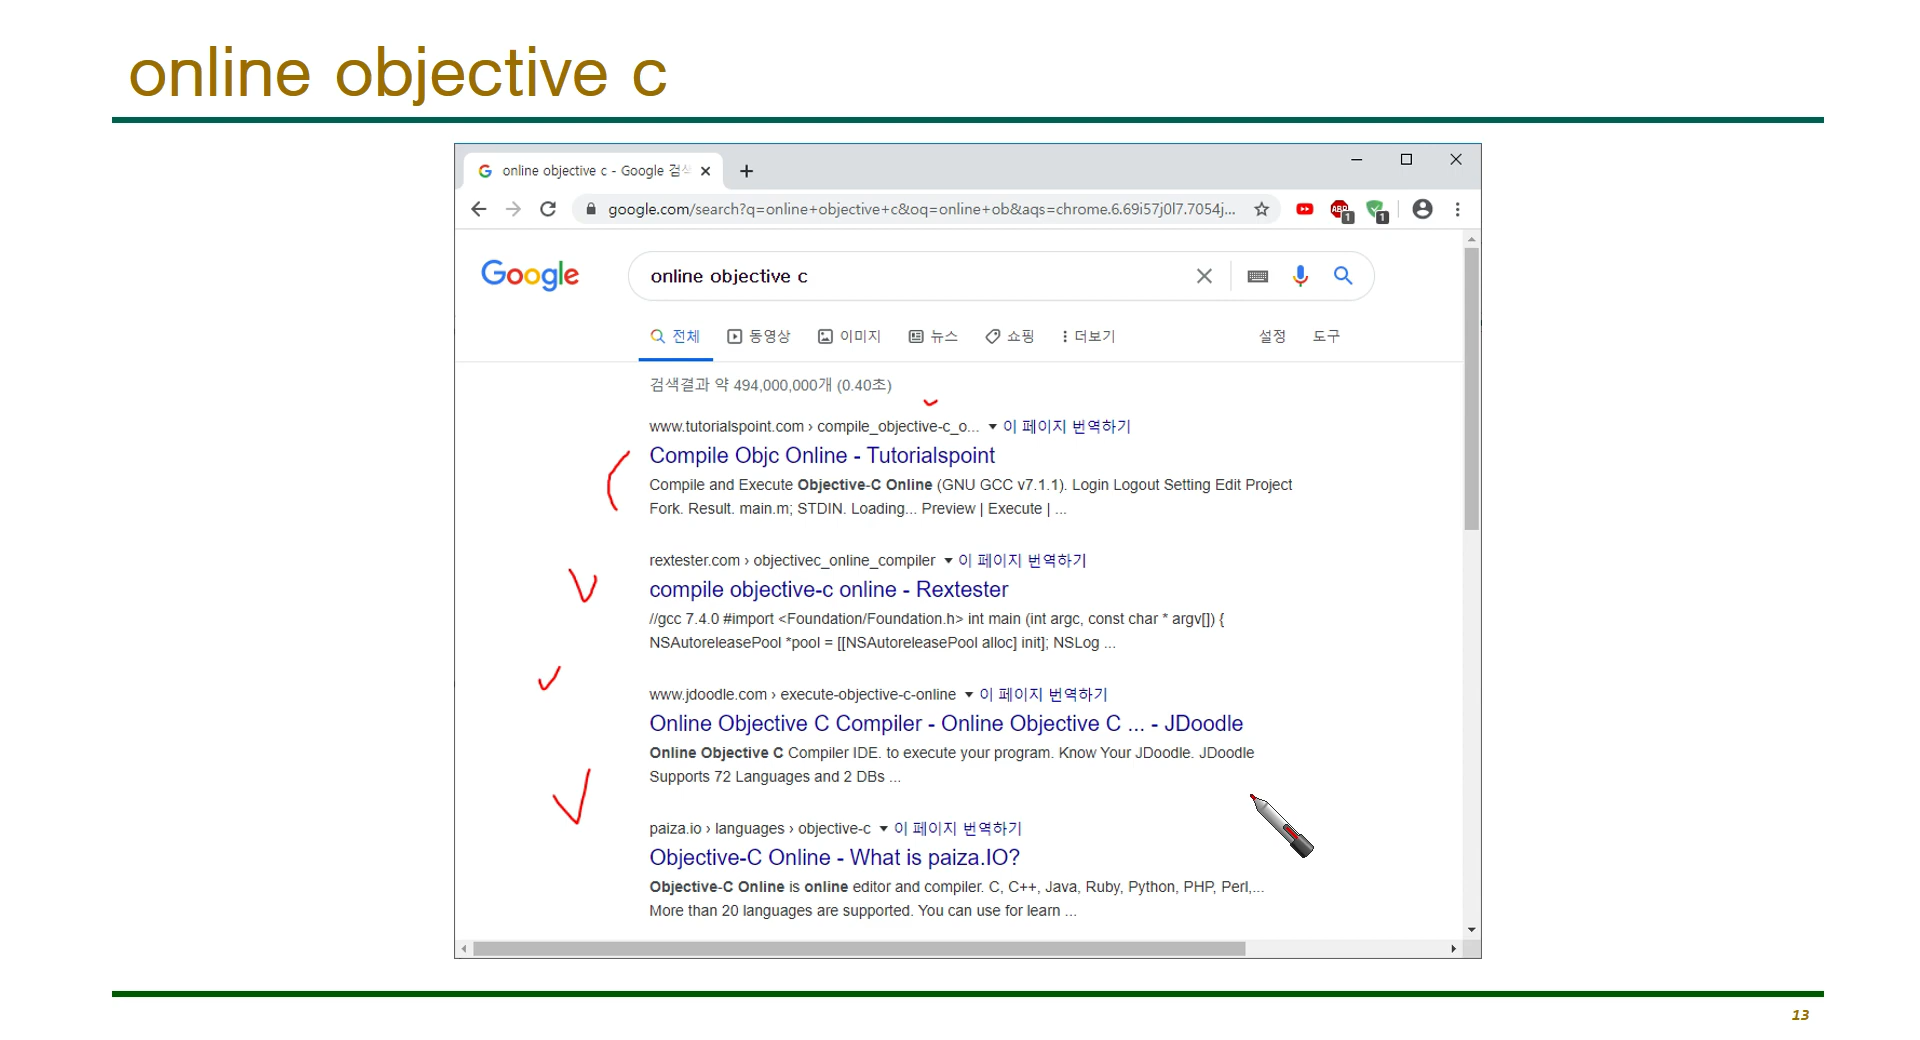 online objective c
online objective c - Google 검색
google.com/search?q=online+objective+c&oq=online+ob&aqs=chrome.6.69i57j0l7.7054j...
ABP
1
1
Google
online objective c
전체 동영상 이미지 뉴스 쇼핑 더보기 설정 도구
검색결과 약 494,000,000개 (0.40초)
www.tutorialspoint.com › compile_objective-c_o... 이 페이지 번역하기
Compile Objc Online - Tutorialspoint
Compile and Execute Objective-C Online (GNU GCC v7.1.1). Login Logout Setting Edit Project
Fork. Result. main.m; STDIN. Loading... Preview | Execute | ...
rextester.com › objectivec_online_compiler 이 페이지 번역하기
compile objective-c online - Rextester
//gcc 7.4.0 #import <Foundation/Foundation.h> int main (int argc, const char * argv[]) {
NSAutoreleasePool *pool = [[NSAutoreleasePool alloc] init]; NSLog ...
www.jdoodle.com › execute-objective-c-online 이 페이지 번역하기
Online Objective C Compiler - Online Objective C ... - JDoodle
Online Objective C Compiler IDE. to execute your program. Know Your JDoodle. JDoodle
Supports 72 Languages and 2 DBs ...
paiza.io › languages › objective-c 이 페이지 번역하기
Objective-C Online - What is paiza.IO?
Objective-C Online is online editor and compiler. C, C++, Java, Ruby, Python, PHP, Perl,...
More than 20 languages are supported. You can use for learn ...
13